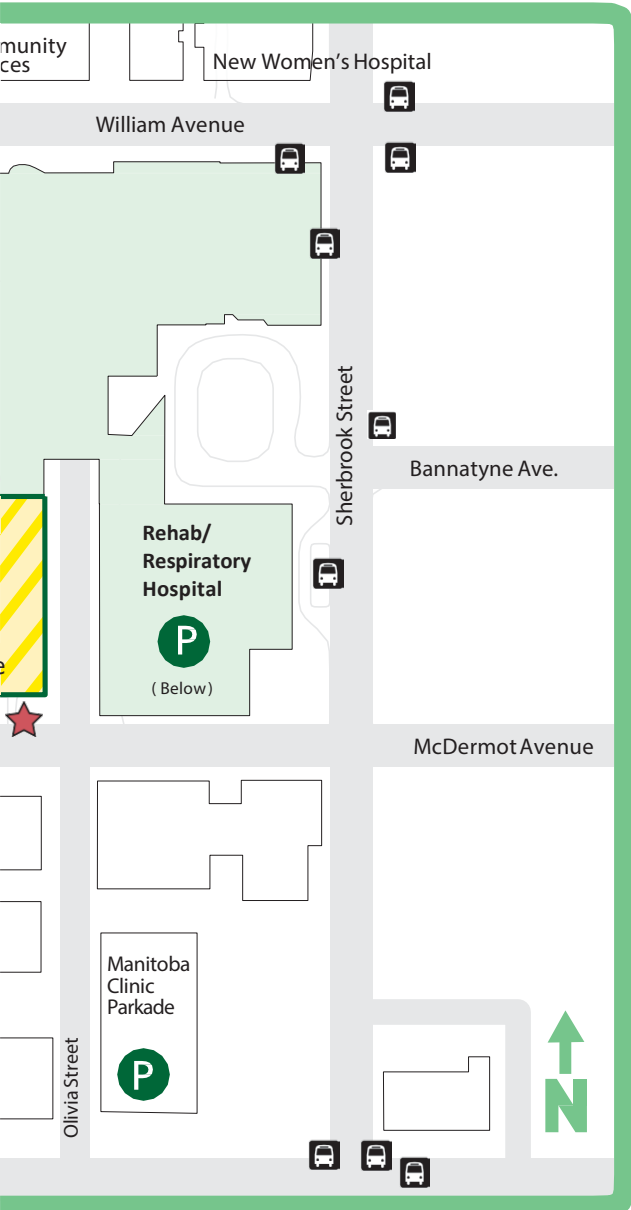 munity
ces
New Women's Hospital
William Avenue
Sherbrook Street
Bannatyne Ave.
Rehab/
Respiratory
Hospital
P
( Below )
e
McDermot Avenue
Manitoba
Clinic
Parkade
P
Olivia Street
N